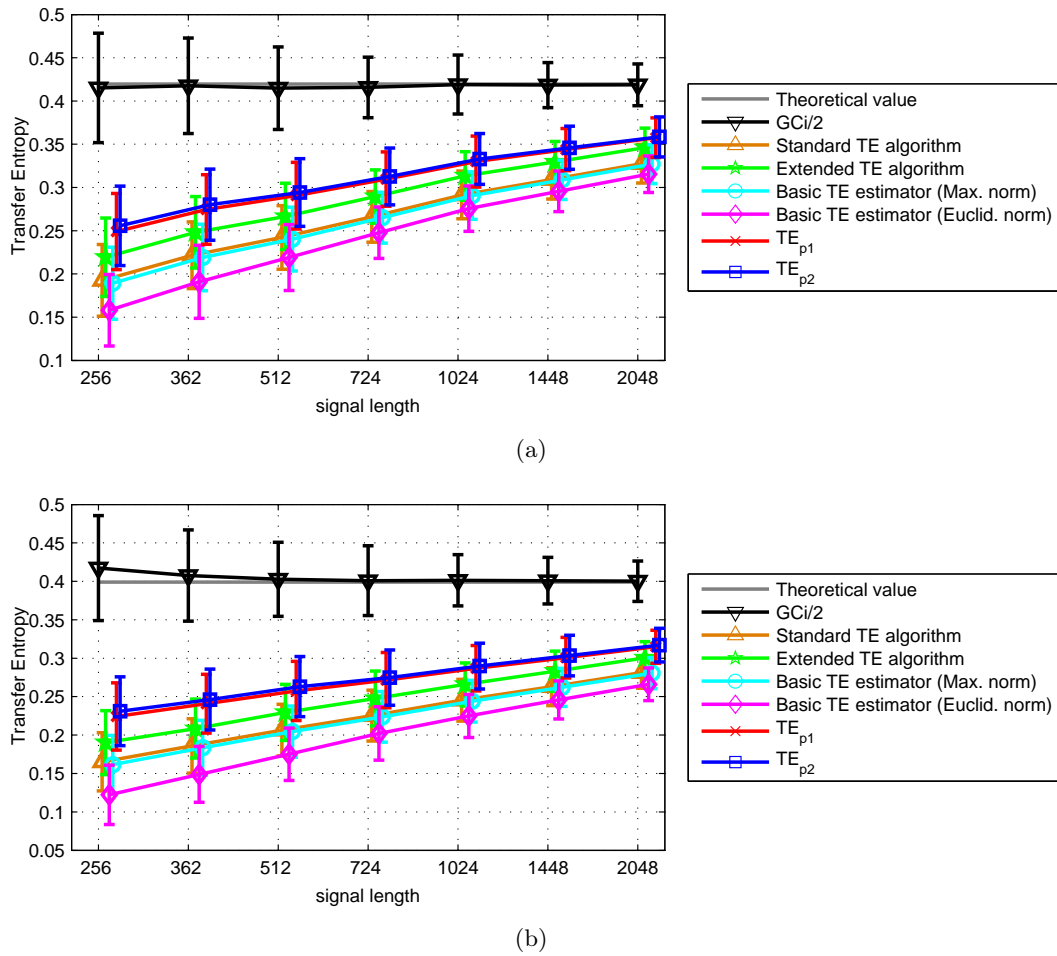 0.5
0.45
0.4
0.35
0.3
0.25
0.2
0.15
0.1
Transfer Entropy
256 362 512 724 1024 1448 2048
signal length
Theoretical value
GCi/2
Standard TE algorithm
Extended TE algorithm
Basic TE estimator (Max. norm)
Basic TE estimator (Euclid. norm)
TEp1
TEp2
(a)
0.5
0.45
0.4
0.35
0.3
0.25
0.2
0.15
0.1
0.05
Transfer Entropy
256 362 512 724 1024 1448 2048
signal length
Theoretical value
GCi/2
Standard TE algorithm
Extended TE algorithm
Basic TE estimator (Max. norm)
Basic TE estimator (Euclid. norm)
TEp1
TEp2
(b)